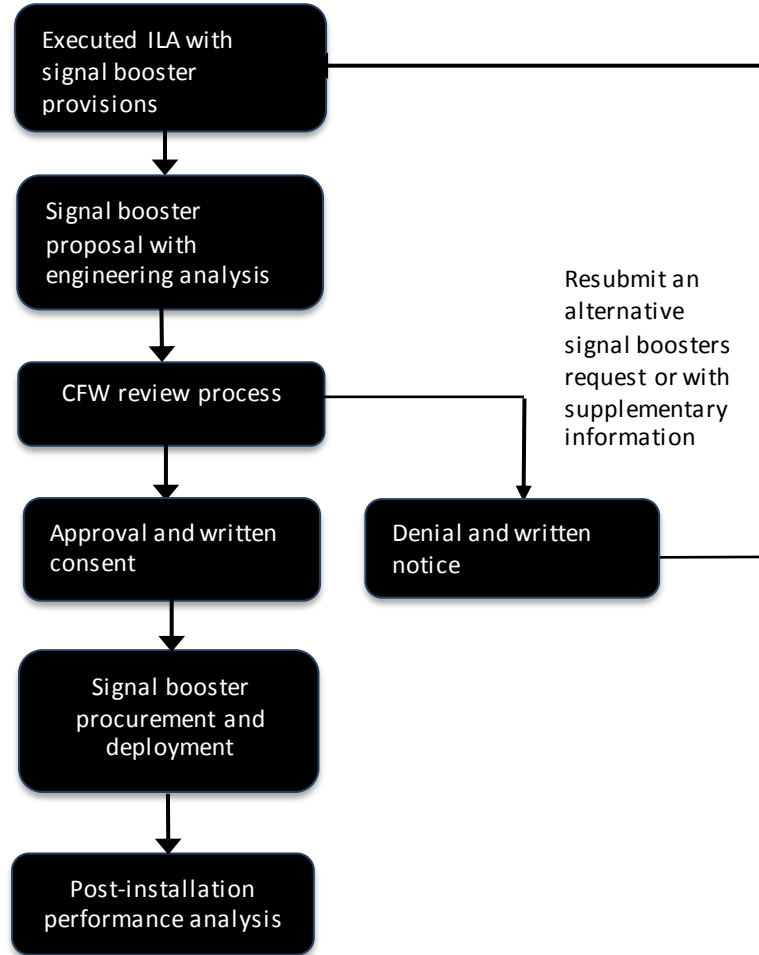 Executed ILA with
signal booster
provisions
Signal booster
proposal with
engineering analysis
Resubmit an
alternative
signal boosters
request or with
supplementary
information
CFW review process
Approval and written
consent
Denial and written
notice
Signal booster
procurement and
deployment
Post-installation
performance analysis